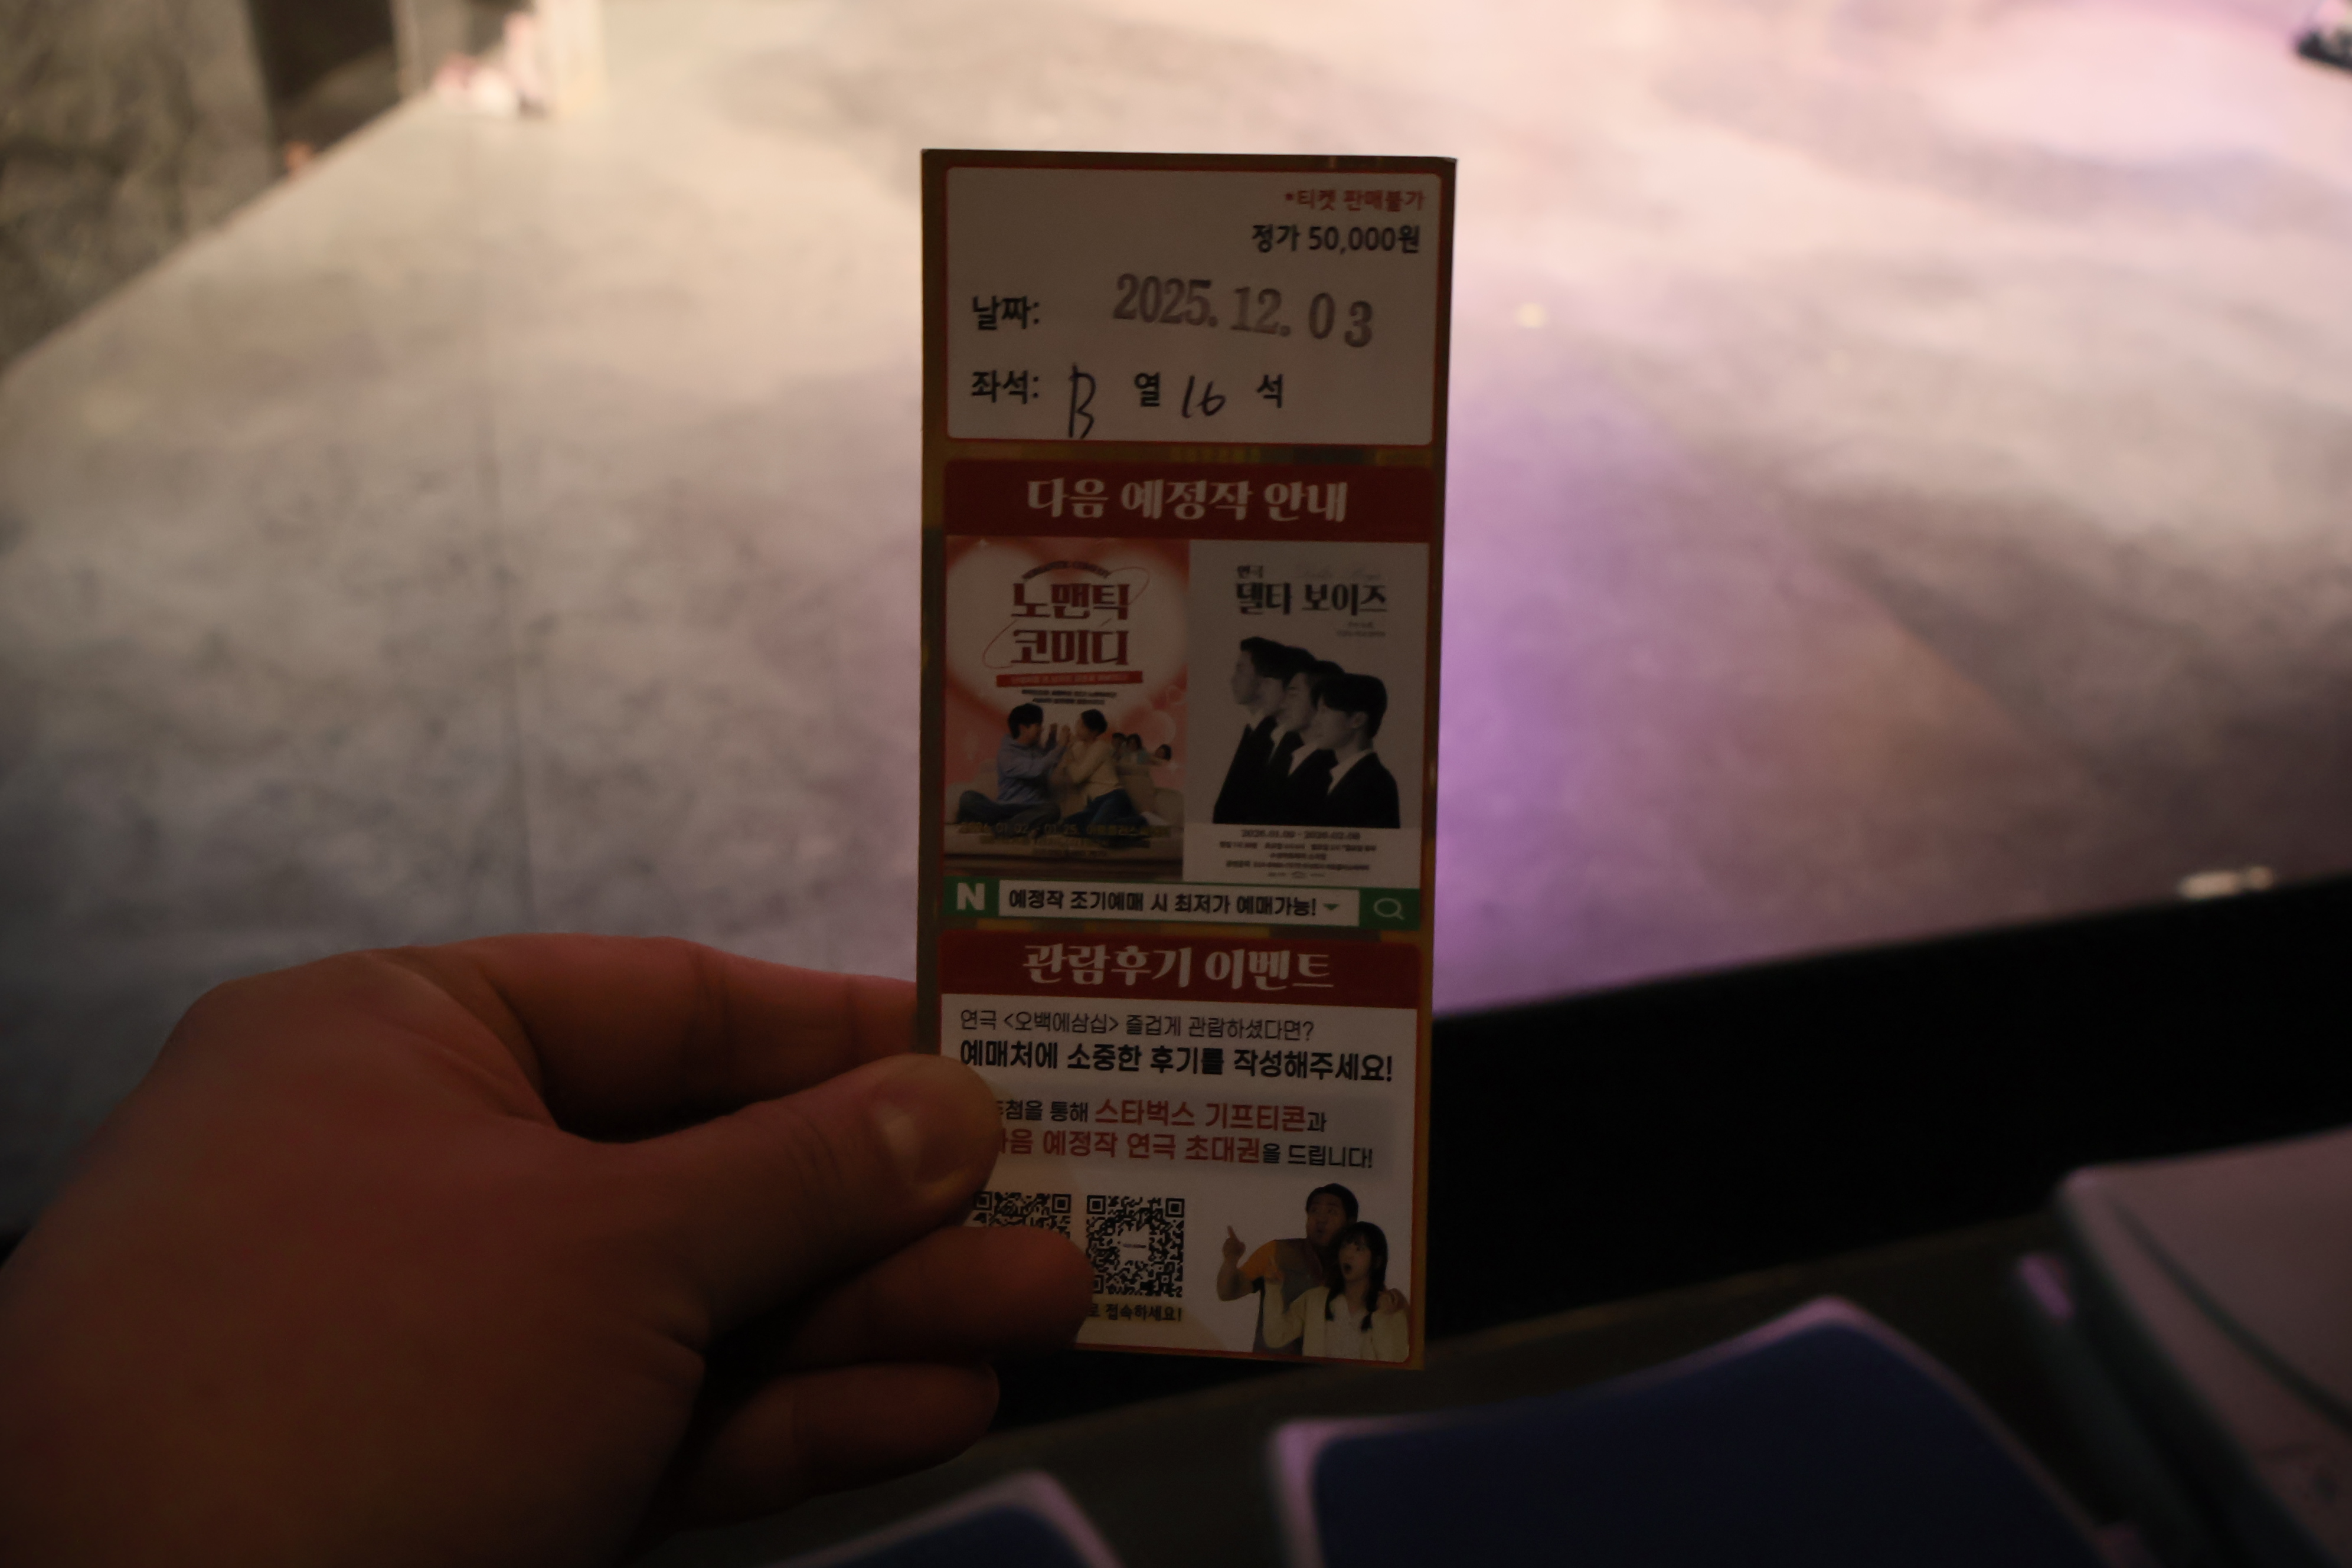 *티켓 판매불가
정가 50,000원
날짜: 2025. 12. 03
좌석: B 열 16 석
다음 예정작 안내
노맨틱
코미디
연극
델타 보이즈
N 예정작 조기예매 시 최저가 예매가능!
관람후기 이벤트
연극 <오백에삼십> 즐겁게 관람하셨다면?
예매처에 소중한 후기를 작성해주세요!
통해 스타벅스 기프티콘과
예정작 연극 초대권을 드립니다!
접속하세요!